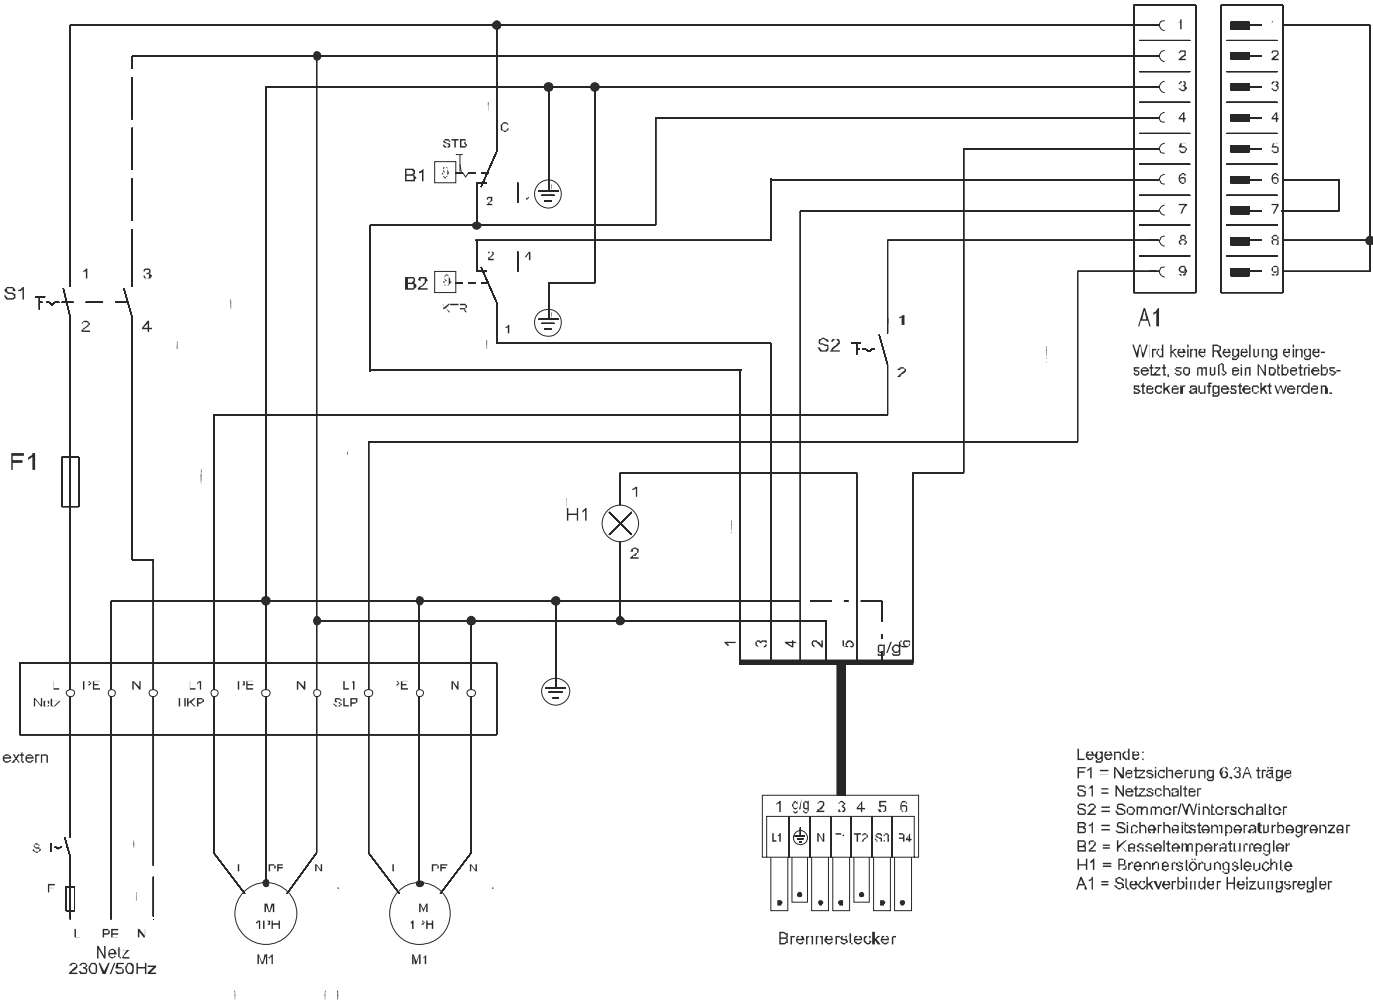 1 1
2 2
3 3
4 4
5 5
6 6
7 7
8 8
9 9
C
STB
B1
2
2 4
B2
KTR
1
S1
1 3
2 4
A1
Wird keine Regelung einge-
setzt, so muß ein Notbetriebs-
stecker aufgesteckt werden.
S2
1
2
F1
H1
1
2
1 3 4 2 5 g/g 6
L PE N L1 PE N L1 PE N
Netz HKP SLP
extern
Legende:
F1 = Netzsicherung 6,3A träge
S1 = Netzschalter
S2 = Sommer/Winterschalter
B1 = Sicherheitstemperaturbegrenzer
B2 = Kesseltemperaturregler
H1 = Brennerstörungsleuchte
A1 = Steckverbinder Heizungsregler
1 g/g 2 3 4 5 6
L1 N T1 T2 S3 B4
Brennerstecker
S
F
L PE N
Netz
230V/50Hz
L PE N
M
1PH
M1
L PE N
M
1PH
M1